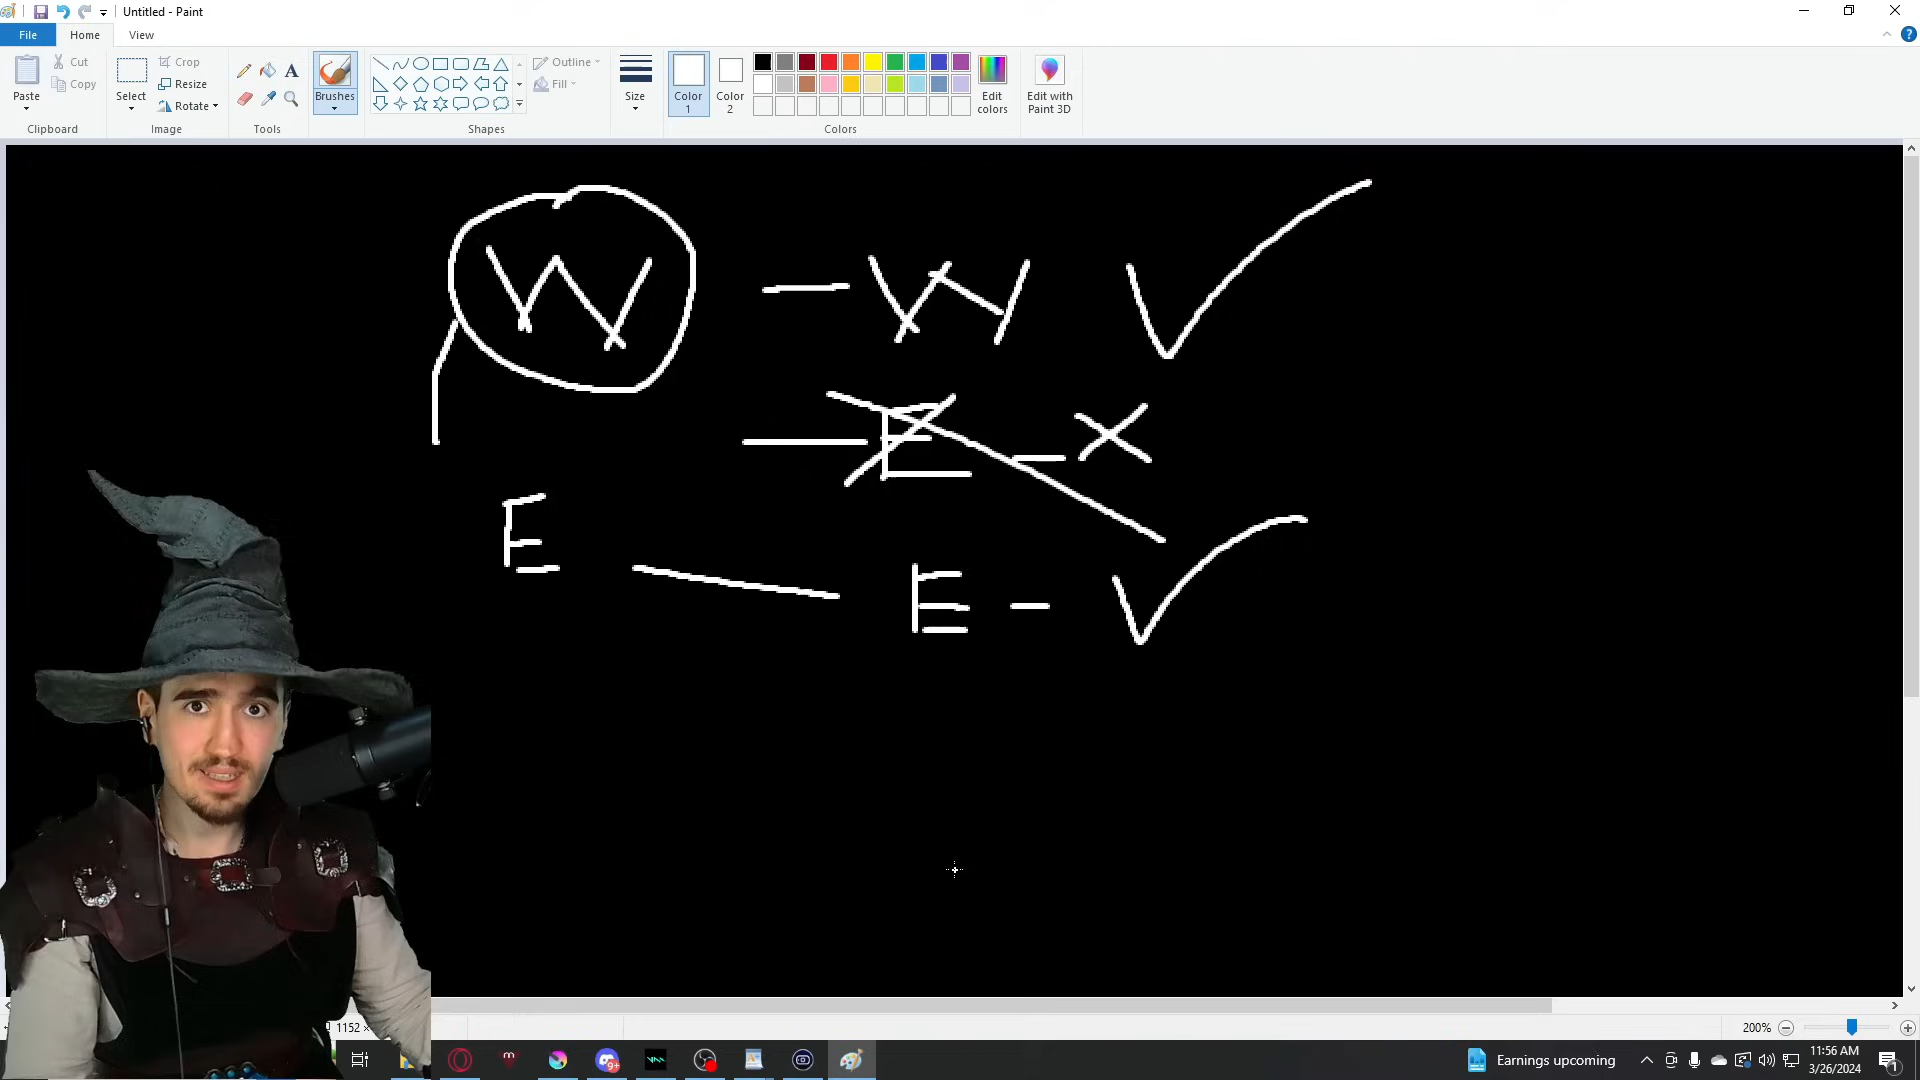 Untitled - Paint
File Home View
Paste Cut Copy Clipboard
Select Crop Resize Rotate Image
Tools
Brushes
Shapes
Outline Fill
Size
Color 1
Color 2
Colors
Edit colors
Edit with Paint 3D
W — W ✓
— E – X
E — E - ✓
1152 ×
200%
Earnings upcoming
11:56 AM
3/26/2024